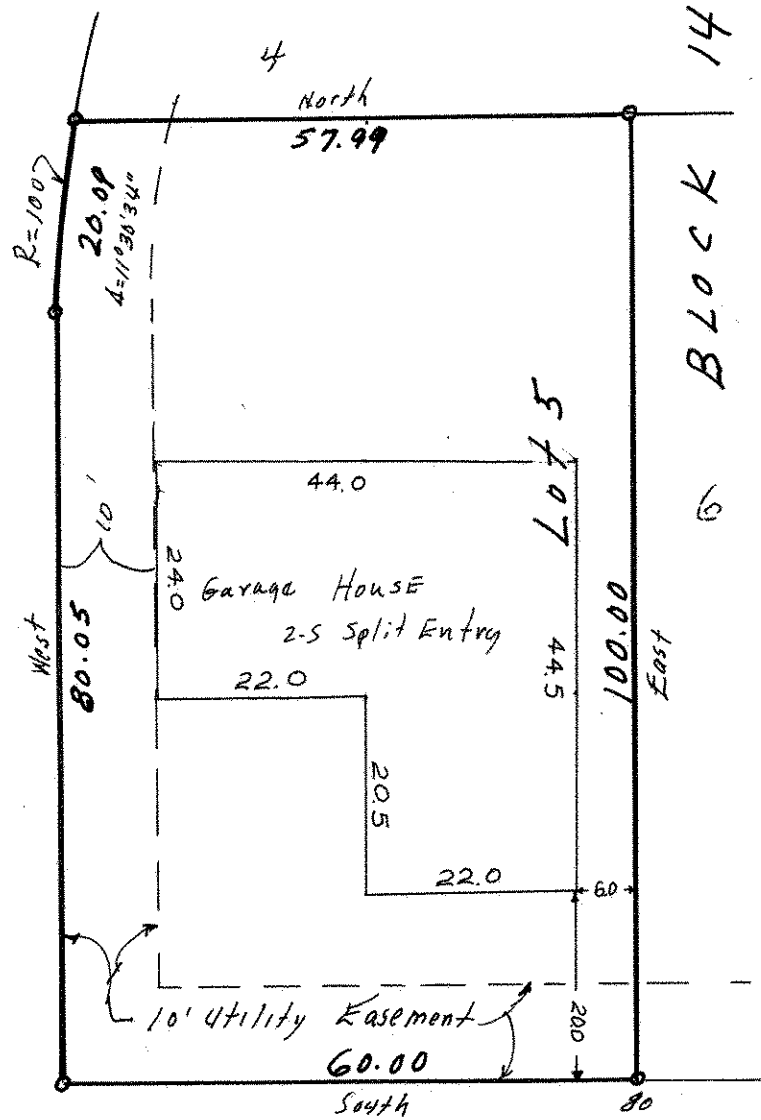 14
4
North
57.99
R=100'
20.09
Δ=11°30'34"
BLOCK
6
LOT 5
44.0
10'
24.0
Garage House
2-S Split Entry
22.0
44.5
100.00
East
West
80.05
20.5
22.0
6.0
10' Utility Easement
20.0
60.00
South
80